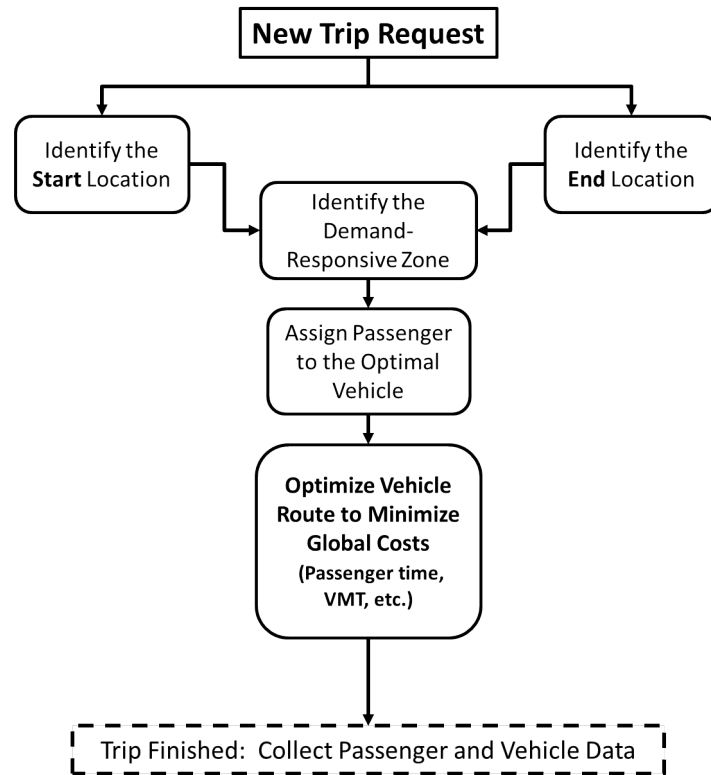 New Trip Request
Identify the
Start Location
Identify the
End Location
Identify the
Demand-
Responsive Zone
Assign Passenger
to the Optimal
Vehicle
Optimize Vehicle
Route to Minimize
Global Costs
(Passenger time,
VMT, etc.)
Trip Finished: Collect Passenger and Vehicle Data